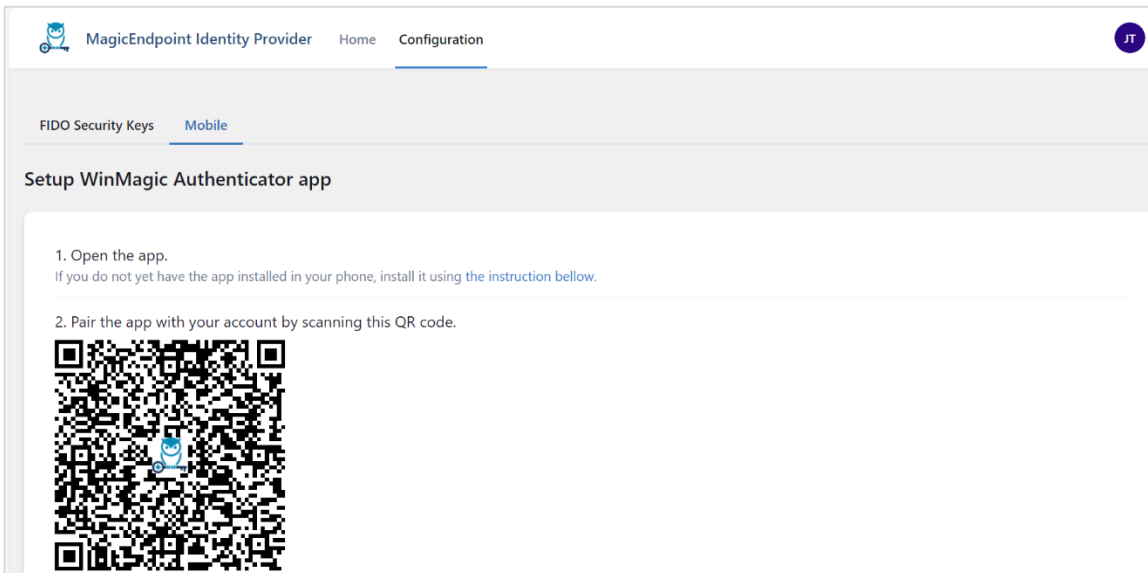 MagicEndpoint Identity Provider Home Configuration JT
FIDO Security Keys Mobile
Setup WinMagic Authenticator app
1. Open the app.
If you do not yet have the app installed in your phone, install it using the instruction bellow.
2. Pair the app with your account by scanning this QR code.